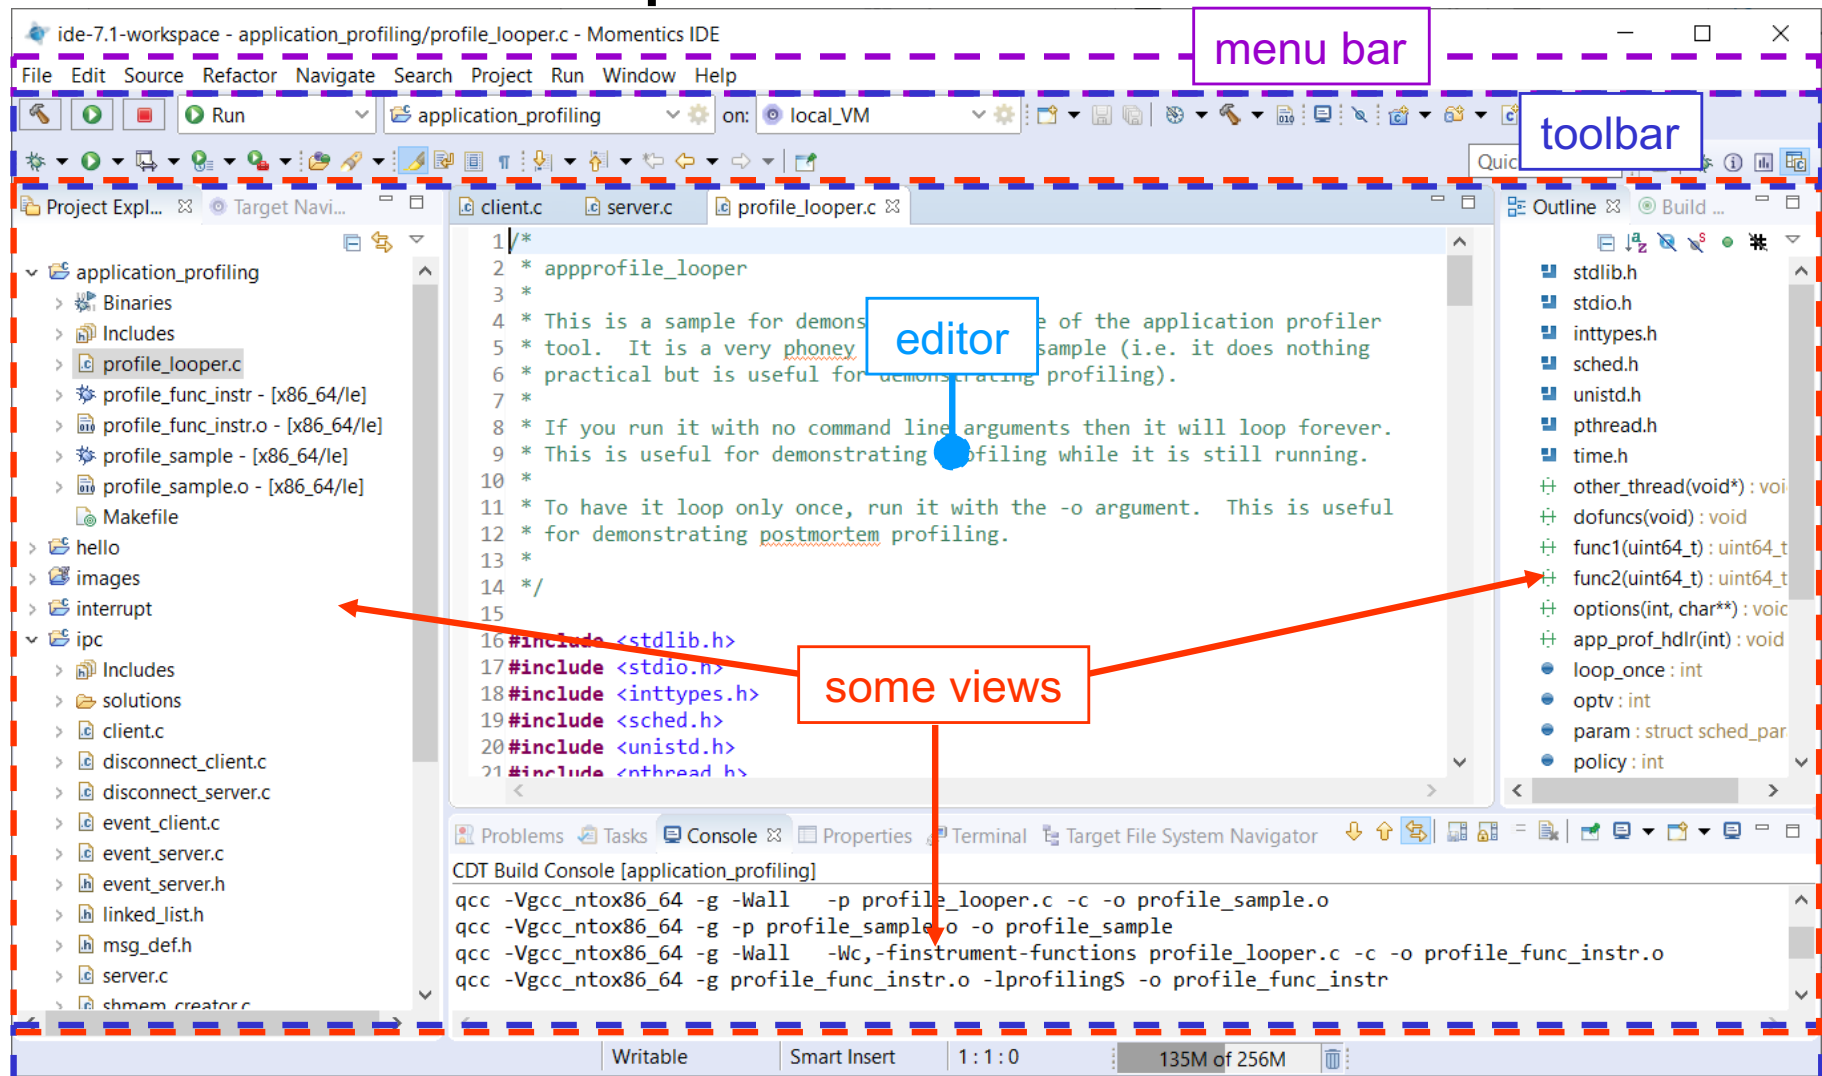 ide-7.1-workspace - application_profiling/profile_looper.c - Momentics IDE
menu bar
File Edit Source Refactor Navigate Search Project Run Window Help
Run application_profiling on: local_VM
toolbar
Project Expl... Target Navi...
application_profiling
Binaries
Includes
profile_looper.c
profile_func_instr - [x86_64/le]
profile_func_instr.o - [x86_64/le]
profile_sample - [x86_64/le]
profile_sample.o - [x86_64/le]
Makefile
hello
images
interrupt
ipc
Includes
solutions
client.c
disconnect_client.c
disconnect_server.c
event_client.c
event_server.c
event_server.h
linked_list.h
msg_def.h
server.c
shmem_creator.c
client.c server.c profile_looper.c
1 /*
2 * appprofile_looper
3 *
4 * This is a sample for demons e of the application profiler
5 * tool. It is a very phoney sample (i.e. it does nothing
6 * practical but is useful for demonstrating profiling).
7 *
8 * If you run it with no command line arguments then it will loop forever.
9 * This is useful for demonstrating profiling while it is still running.
10 *
11 * To have it loop only once, run it with the -o argument. This is useful
12 * for demonstrating postmortem profiling.
13 *
14 */
15
16 #include <stdlib.h>
17 #include <stdio.h>
18 #include <inttypes.h>
19 #include <sched.h>
20 #include <unistd.h>
21 #include <pthread.h>
editor
some views
Outline Build ...
stdlib.h
stdio.h
inttypes.h
sched.h
unistd.h
pthread.h
time.h
other_thread(void*) : voi
dofuncs(void) : void
func1(uint64_t) : uint64_t
func2(uint64_t) : uint64_t
options(int, char**) : voic
app_prof_hdlr(int) : void
loop_once : int
optv : int
param : struct sched_par
policy : int
Problems Tasks Console Properties Terminal Target File System Navigator
CDT Build Console [application_profiling]
qcc -Vgcc_ntox86_64 -g -Wall -p profile_looper.c -c -o profile_sample.o
qcc -Vgcc_ntox86_64 -g -p profile_sample.o -o profile_sample
qcc -Vgcc_ntox86_64 -g -Wall -Wc,-finstrument-functions profile_looper.c -c -o profile_func_instr.o
qcc -Vgcc_ntox86_64 -g profile_func_instr.o -lprofilingS -o profile_func_instr
Writable Smart Insert 1 : 1 : 0 135M of 256M